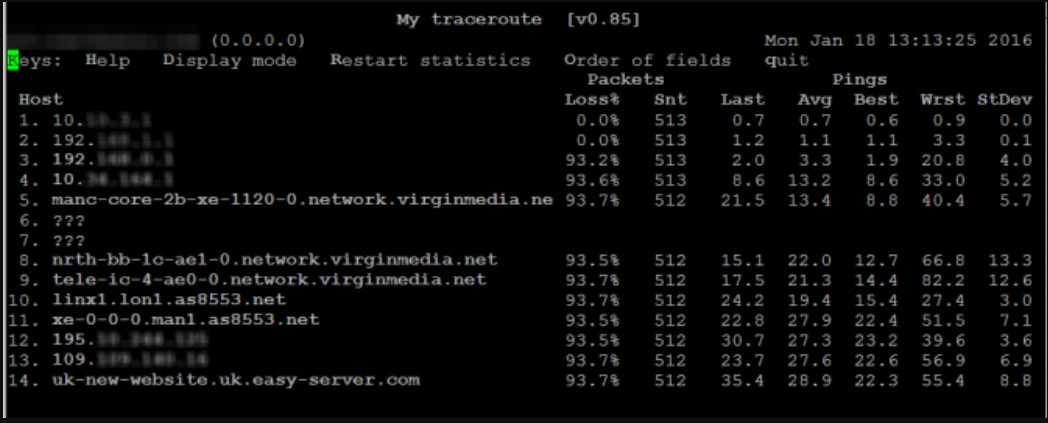 My traceroute [v0.85]
(0.0.0.0)
Mon Jan 18 13:13:25 2016
Keys: Help Display mode Restart statistics Order of fields quit
Packets Pings
Host Loss% Snt Last Avg Best Wrst StDev
1. 10. 0.0% 513 0.7 0.7 0.6 0.9 0.0
2. 192. 0.0% 513 1.2 1.1 1.1 3.3 0.1
3. 192. 93.2% 513 2.0 3.3 1.9 20.8 4.0
4. 10. 93.6% 513 8.6 13.2 8.6 33.0 5.2
5. manc-core-2b-xe-1120-0.network.virginmedia.ne 93.7% 512 21.5 13.4 8.8 40.4 5.7
6. ???
7. ???
8. nrth-bb-1c-ae1-0.network.virginmedia.net 93.5% 512 15.1 22.0 12.7 66.8 13.3
9. tele-ic-4-ae0-0.network.virginmedia.net 93.7% 512 17.5 21.3 14.4 82.2 12.6
10. linx1.lon1.as8553.net 93.7% 512 24.2 19.4 15.4 27.4 3.0
11. xe-0-0-0.man1.as8553.net 93.5% 512 22.8 27.9 22.4 51.5 7.1
12. 195. 93.5% 512 30.7 27.3 23.2 39.6 3.6
13. 109. 93.7% 512 23.7 27.6 22.6 56.9 6.9
14. uk-new-website.uk.easy-server.com 93.7% 512 35.4 28.9 22.3 55.4 8.8